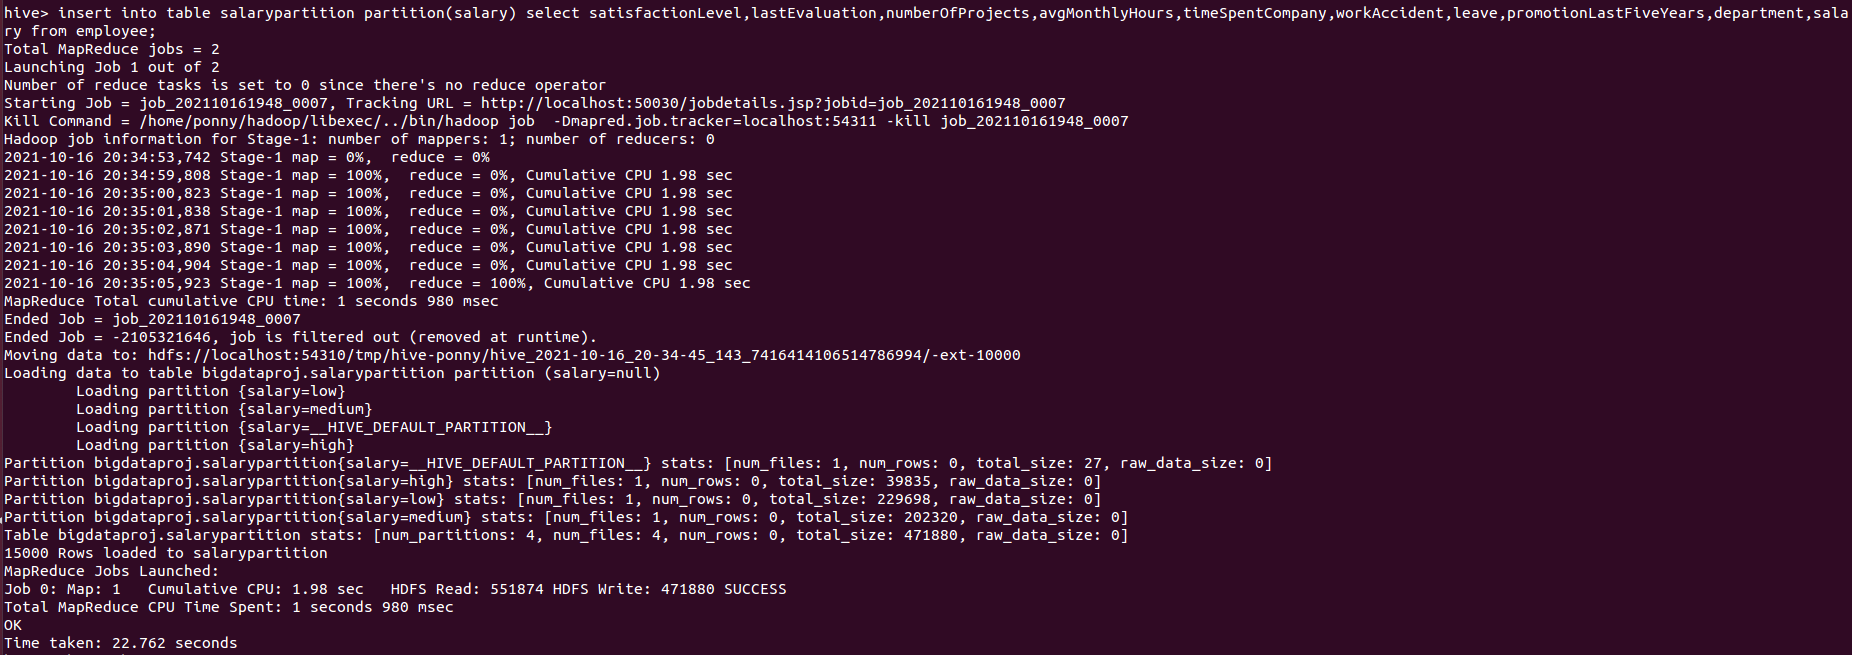 hive> insert into table salarypartition partition(salary) select satisfactionLevel,lastEvaluation,numberOfProjects,avgMonthlyHours,timeSpentCompany,workAccident,leave,promotionLastFiveYears,department,sala
ry from employee;
Total MapReduce jobs = 2
Launching Job 1 out of 2
Number of reduce tasks is set to 0 since there's no reduce operator
Starting Job = job_202110161948_0007, Tracking URL = http://localhost:50030/jobdetails.jsp?jobid=job_202110161948_0007
Kill Command = /home/ponny/hadoop/libexec/../bin/hadoop job  -Dmapred.job.tracker=localhost:54311 -kill job_202110161948_0007
Hadoop job information for Stage-1: number of mappers: 1; number of reducers: 0
2021-10-16 20:34:53,742 Stage-1 map = 0%,  reduce = 0%
2021-10-16 20:34:59,808 Stage-1 map = 100%,  reduce = 0%, Cumulative CPU 1.98 sec
2021-10-16 20:35:00,823 Stage-1 map = 100%,  reduce = 0%, Cumulative CPU 1.98 sec
2021-10-16 20:35:01,838 Stage-1 map = 100%,  reduce = 0%, Cumulative CPU 1.98 sec
2021-10-16 20:35:02,871 Stage-1 map = 100%,  reduce = 0%, Cumulative CPU 1.98 sec
2021-10-16 20:35:03,890 Stage-1 map = 100%,  reduce = 0%, Cumulative CPU 1.98 sec
2021-10-16 20:35:04,904 Stage-1 map = 100%,  reduce = 0%, Cumulative CPU 1.98 sec
2021-10-16 20:35:05,923 Stage-1 map = 100%,  reduce = 100%, Cumulative CPU 1.98 sec
MapReduce Total cumulative CPU time: 1 seconds 980 msec
Ended Job = job_202110161948_0007
Ended Job = -2105321646, job is filtered out (removed at runtime).
Moving data to: hdfs://localhost:54310/tmp/hive-ponny/hive_2021-10-16_20-34-45_143_7416414106514786994/-ext-10000
Loading data to table bigdataproj.salarypartition partition (salary=null)
        Loading partition {salary=low}
        Loading partition {salary=medium}
        Loading partition {salary=__HIVE_DEFAULT_PARTITION__}
        Loading partition {salary=high}
Partition bigdataproj.salarypartition{salary=__HIVE_DEFAULT_PARTITION__} stats: [num_files: 1, num_rows: 0, total_size: 27, raw_data_size: 0]
Partition bigdataproj.salarypartition{salary=high} stats: [num_files: 1, num_rows: 0, total_size: 39835, raw_data_size: 0]
Partition bigdataproj.salarypartition{salary=low} stats: [num_files: 1, num_rows: 0, total_size: 229698, raw_data_size: 0]
Partition bigdataproj.salarypartition{salary=medium} stats: [num_files: 1, num_rows: 0, total_size: 202320, raw_data_size: 0]
Table bigdataproj.salarypartition stats: [num_partitions: 4, num_files: 4, num_rows: 0, total_size: 471880, raw_data_size: 0]
15000 Rows loaded to salarypartition
MapReduce Jobs Launched:
Job 0: Map: 1   Cumulative CPU: 1.98 sec   HDFS Read: 551874 HDFS Write: 471880 SUCCESS
Total MapReduce CPU Time Spent: 1 seconds 980 msec
OK
Time taken: 22.762 seconds